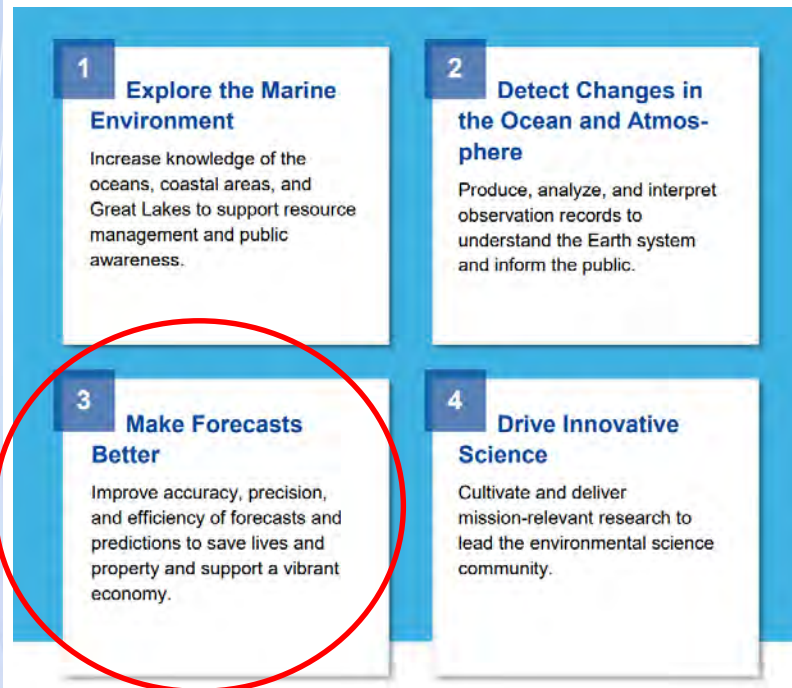 1
Explore the Marine
Environment
Increase knowledge of the
oceans, coastal areas, and
Great Lakes to support resource
management and public
awareness.
2
Detect Changes in
the Ocean and Atmos-
phere
Produce, analyze, and interpret
observation records to
understand the Earth system
and inform the public.
3
Make Forecasts
Better
Improve accuracy, precision,
and efficiency of forecasts and
predictions to save lives and
property and support a vibrant
economy.
4
Drive Innovative
Science
Cultivate and deliver
mission-relevant research to
lead the environmental science
community.